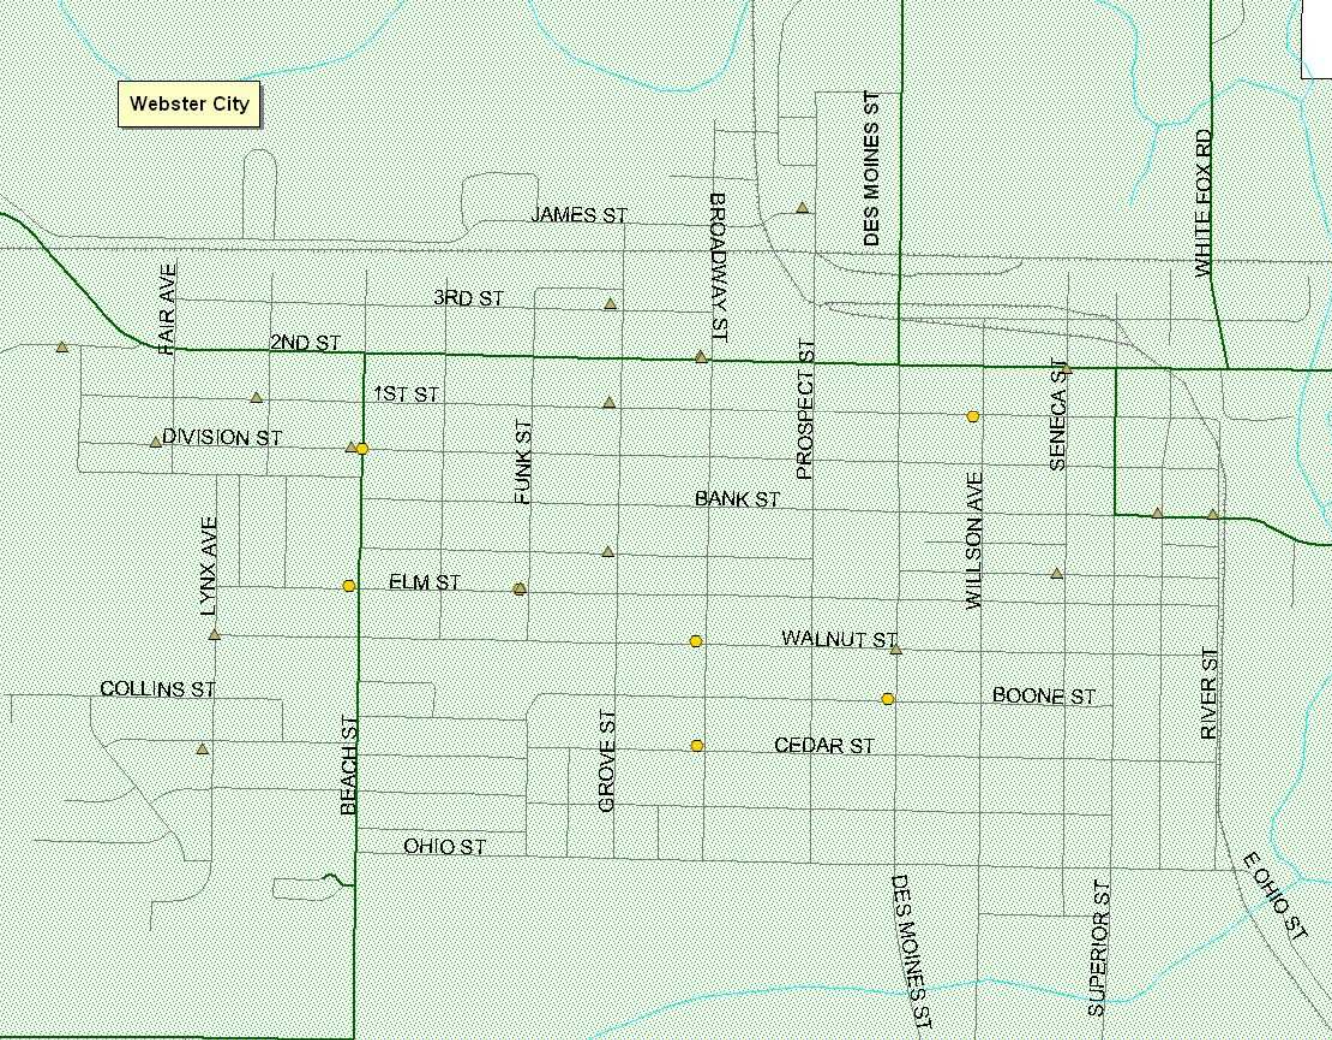 Webster City
DES MOINES ST
WHITE FOX RD
JAMES ST
BROADWAY ST
FAIR AVE
3RD ST
2ND ST
1ST ST
PROSPECT ST
SENECA ST
DIVISION ST
FUNK ST
BANK ST
WILLSON AVE
LYNX AVE
ELM ST
WALNUT ST
COLLINS ST
BOONE ST
RIVER ST
BEACH ST
GROVE ST
CEDAR ST
OHIO ST
E OHIO ST
DES MOINES ST
SUPERIOR ST